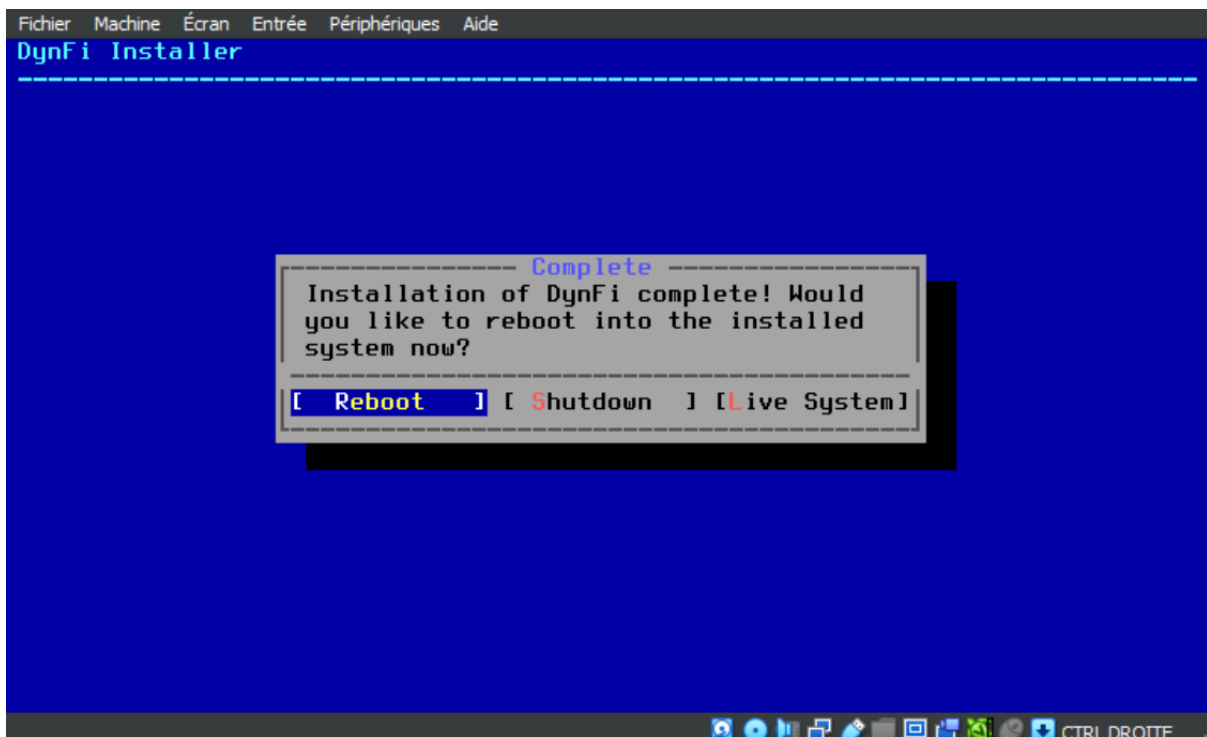 Fichier Machine Écran Entrée Périphériques Aide
DynFi Installer
Complete
Installation of DynFi complete! Would
you like to reboot into the installed
system now?
[ Reboot ] [ Shutdown ] [Live System]
CTRL DROITE